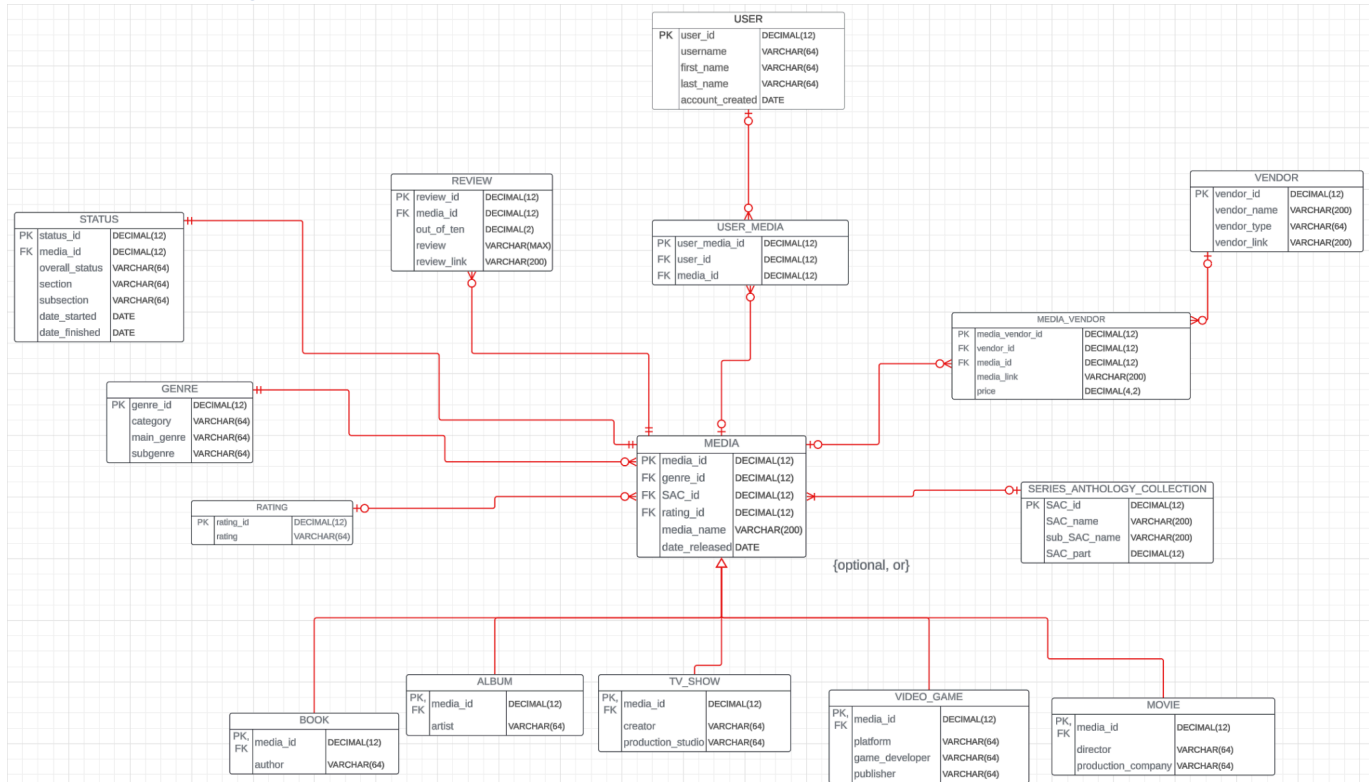 USER
PK user_id DECIMAL(12)
username VARCHAR(64)
first_name VARCHAR(64)
last_name VARCHAR(64)
account_created DATE
REVIEW
PK review_id DECIMAL(12)
FK media_id DECIMAL(12)
out_of_ten DECIMAL(2)
review VARCHAR(MAX)
review_link VARCHAR(200)
VENDOR
PK vendor_id DECIMAL(12)
vendor_name VARCHAR(200)
vendor_type VARCHAR(64)
vendor_link VARCHAR(200)
STATUS
PK status_id DECIMAL(12)
FK media_id DECIMAL(12)
overall_status VARCHAR(64)
section VARCHAR(64)
subsection VARCHAR(64)
date_started DATE
date_finished DATE
USER_MEDIA
PK user_media_id DECIMAL(12)
FK user_id DECIMAL(12)
FK media_id DECIMAL(12)
MEDIA_VENDOR
PK media_vendor_id DECIMAL(12)
FK vendor_id DECIMAL(12)
FK media_id DECIMAL(12)
media_link VARCHAR(200)
price DECIMAL(4,2)
GENRE
PK genre_id DECIMAL(12)
category VARCHAR(64)
main_genre VARCHAR(64)
subgenre VARCHAR(64)
MEDIA
PK media_id DECIMAL(12)
FK genre_id DECIMAL(12)
FK SAC_id DECIMAL(12)
FK rating_id DECIMAL(12)
media_name VARCHAR(200)
date_released DATE
RATING
PK rating_id DECIMAL(12)
rating VARCHAR(64)
SERIES_ANTHOLOGY_COLLECTION
PK SAC_id DECIMAL(12)
SAC_name VARCHAR(200)
sub_SAC_name VARCHAR(200)
SAC_part DECIMAL(12)
{optional, or}
BOOK
PK, FK media_id DECIMAL(12)
author VARCHAR(64)
ALBUM
PK, FK media_id DECIMAL(12)
artist VARCHAR(64)
TV_SHOW
PK, FK media_id DECIMAL(12)
creator VARCHAR(64)
production_studio VARCHAR(64)
VIDEO_GAME
PK, FK media_id DECIMAL(12)
platform VARCHAR(64)
game_developer VARCHAR(64)
publisher VARCHAR(64)
MOVIE
PK, FK media_id DECIMAL(12)
director VARCHAR(64)
production_company VARCHAR(64)